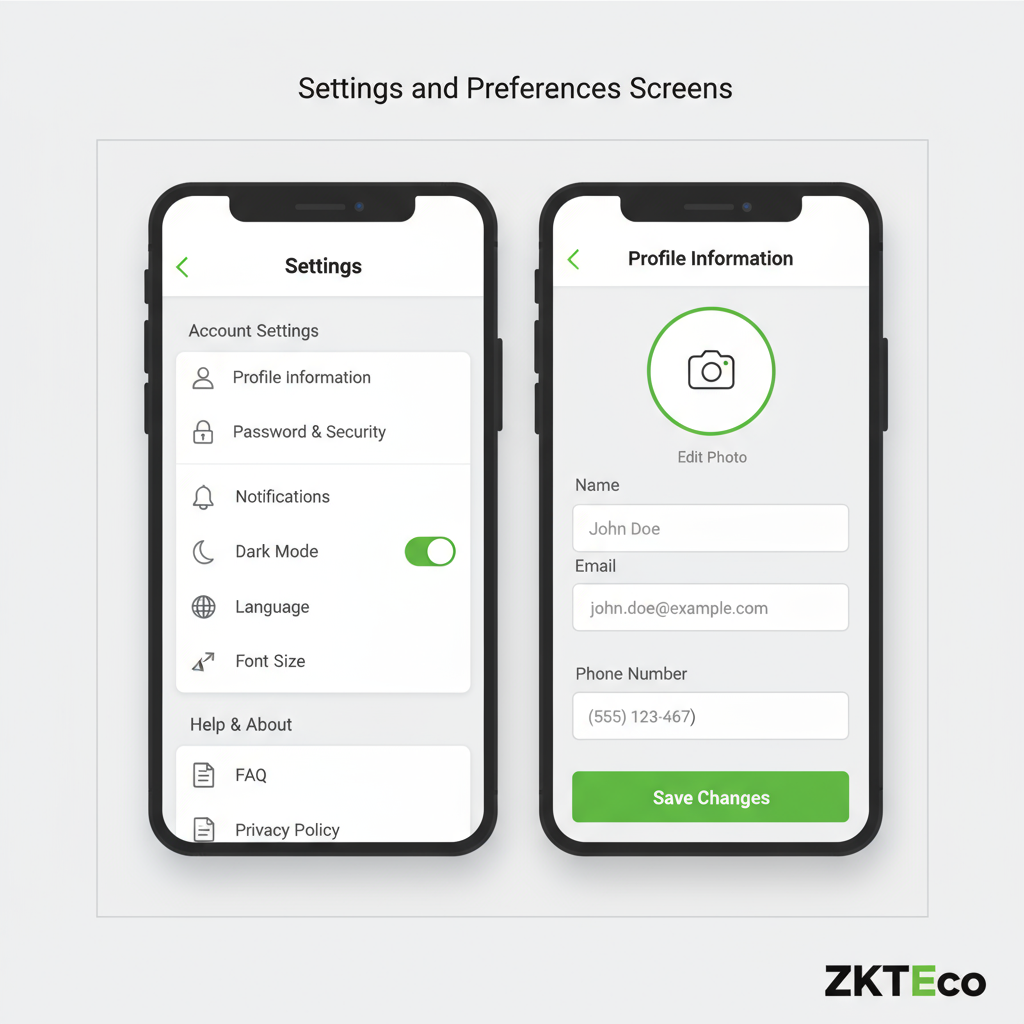 Settings and Preferences Screens
Settings
Account Settings
Profile Information
Password & Security
Notifications
Dark Mode
Language
Font Size
Help & About
FAQ
Privacy Policy
Profile Information
Edit Photo
Name
John Doe
Email
john.doe@example.com
Phone Number
(555) 123-467)
Save Changes
ZKTEco